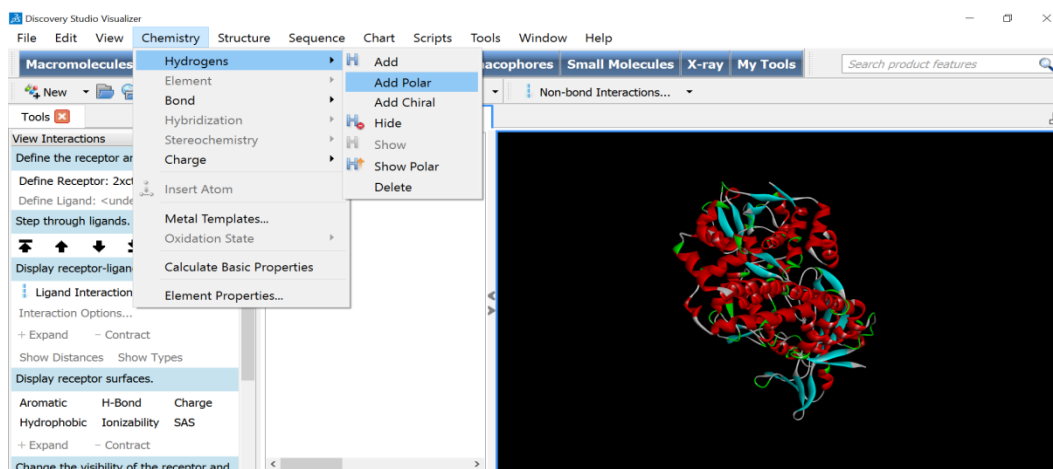 Discovery Studio Visualizer
File Edit View Chemistry Structure Sequence Chart Scripts Tools Window Help
Macromolecules Small Molecules X-ray My Tools Search product features
New Non-bond Interactions...
Tools
View Interactions
Define the receptor
Define Receptor: 2xct
Define Ligand:
Step through ligands.
Display
Ligand Interaction
Interaction Options...
+ Expand - Contract
Show Distances Show Types
Display receptor surfaces.
Aromatic H-Bond Charge
Hydrophobic Ionizability SAS
+ Expand - Contract
Change the visibility of the receptor and
Hydrogens
Element
Bond
Hybridization
Stereochemistry
Charge
Insert Atom
Metal Templates...
Oxidation State
Calculate Basic Properties
Element Properties...
Add
Add Polar
Add Chiral
Hide
Show
Show Polar
Delete